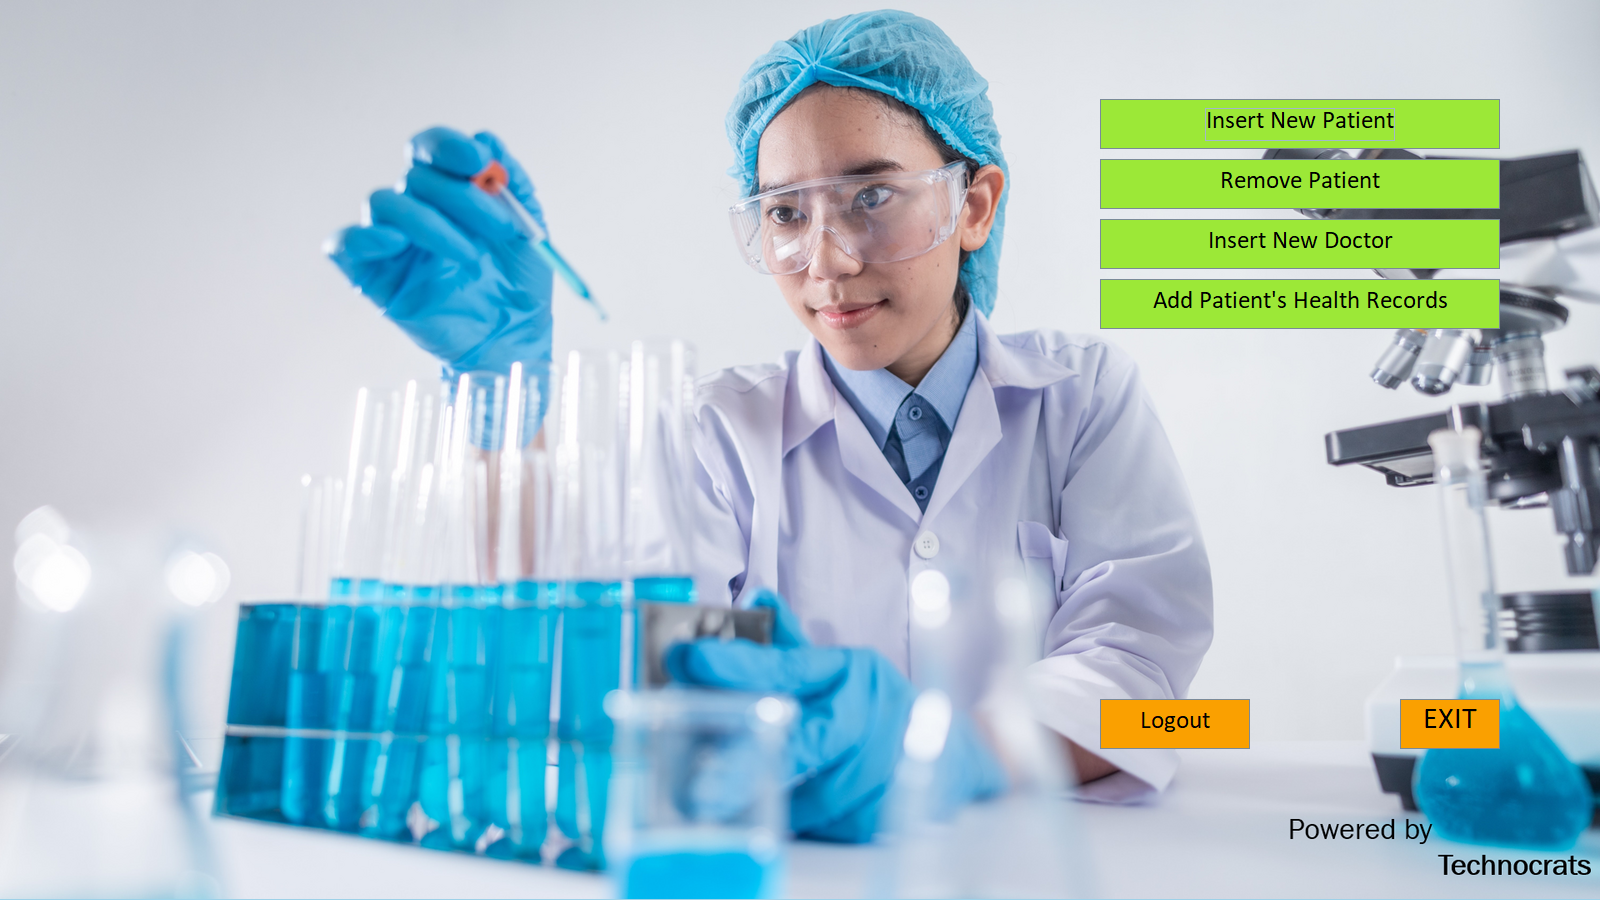 Insert New Patient
Remove Patient
Insert New Doctor
Add Patient's Health Records
Logout
EXIT
Powered by
Technocrats